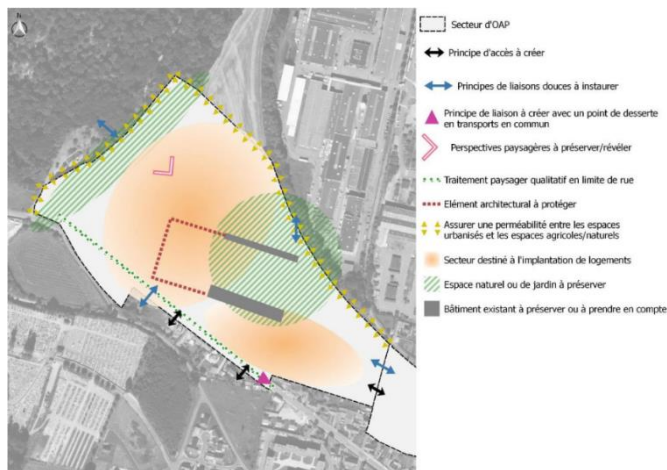 N
Secteur d'OAP
Principe d'accès à créer
Principes de liaisons douces à instaurer
Principe de liaison à créer avec un point de desserte
en transports en commun
Perspectives paysagères à préserver/révéler
Traitement paysager qualitatif en limite de rue
Elément architectural à protéger
Assurer une perméabilité entre les espaces
urbanisés et les espaces agricoles/naturels
Secteur destiné à l'implantation de logements
Espace naturel ou de jardin à préserver
Bâtiment existant à préserver ou à prendre en compte